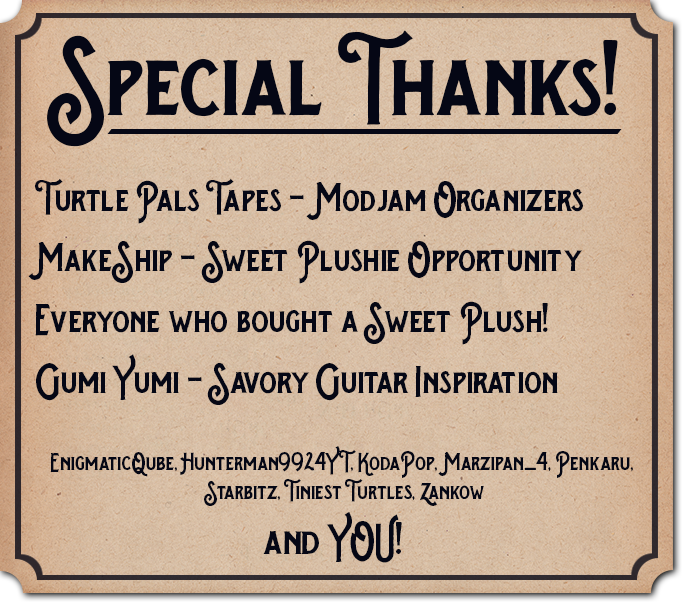 Special Thanks!
Turtle Pals Tapes - Modjam Organizers
MakeShip - Sweet Plushie Opportunity
Everyone who bought a Sweet Plush!
Gumi Yumi - Savory Guitar Inspiration
EnigmaticQube, Hunterman9924YT, KodaPop, Marzipan_4, Penkaru,
Starbitz, Tiniest Turtles, Zankow
and YOU!